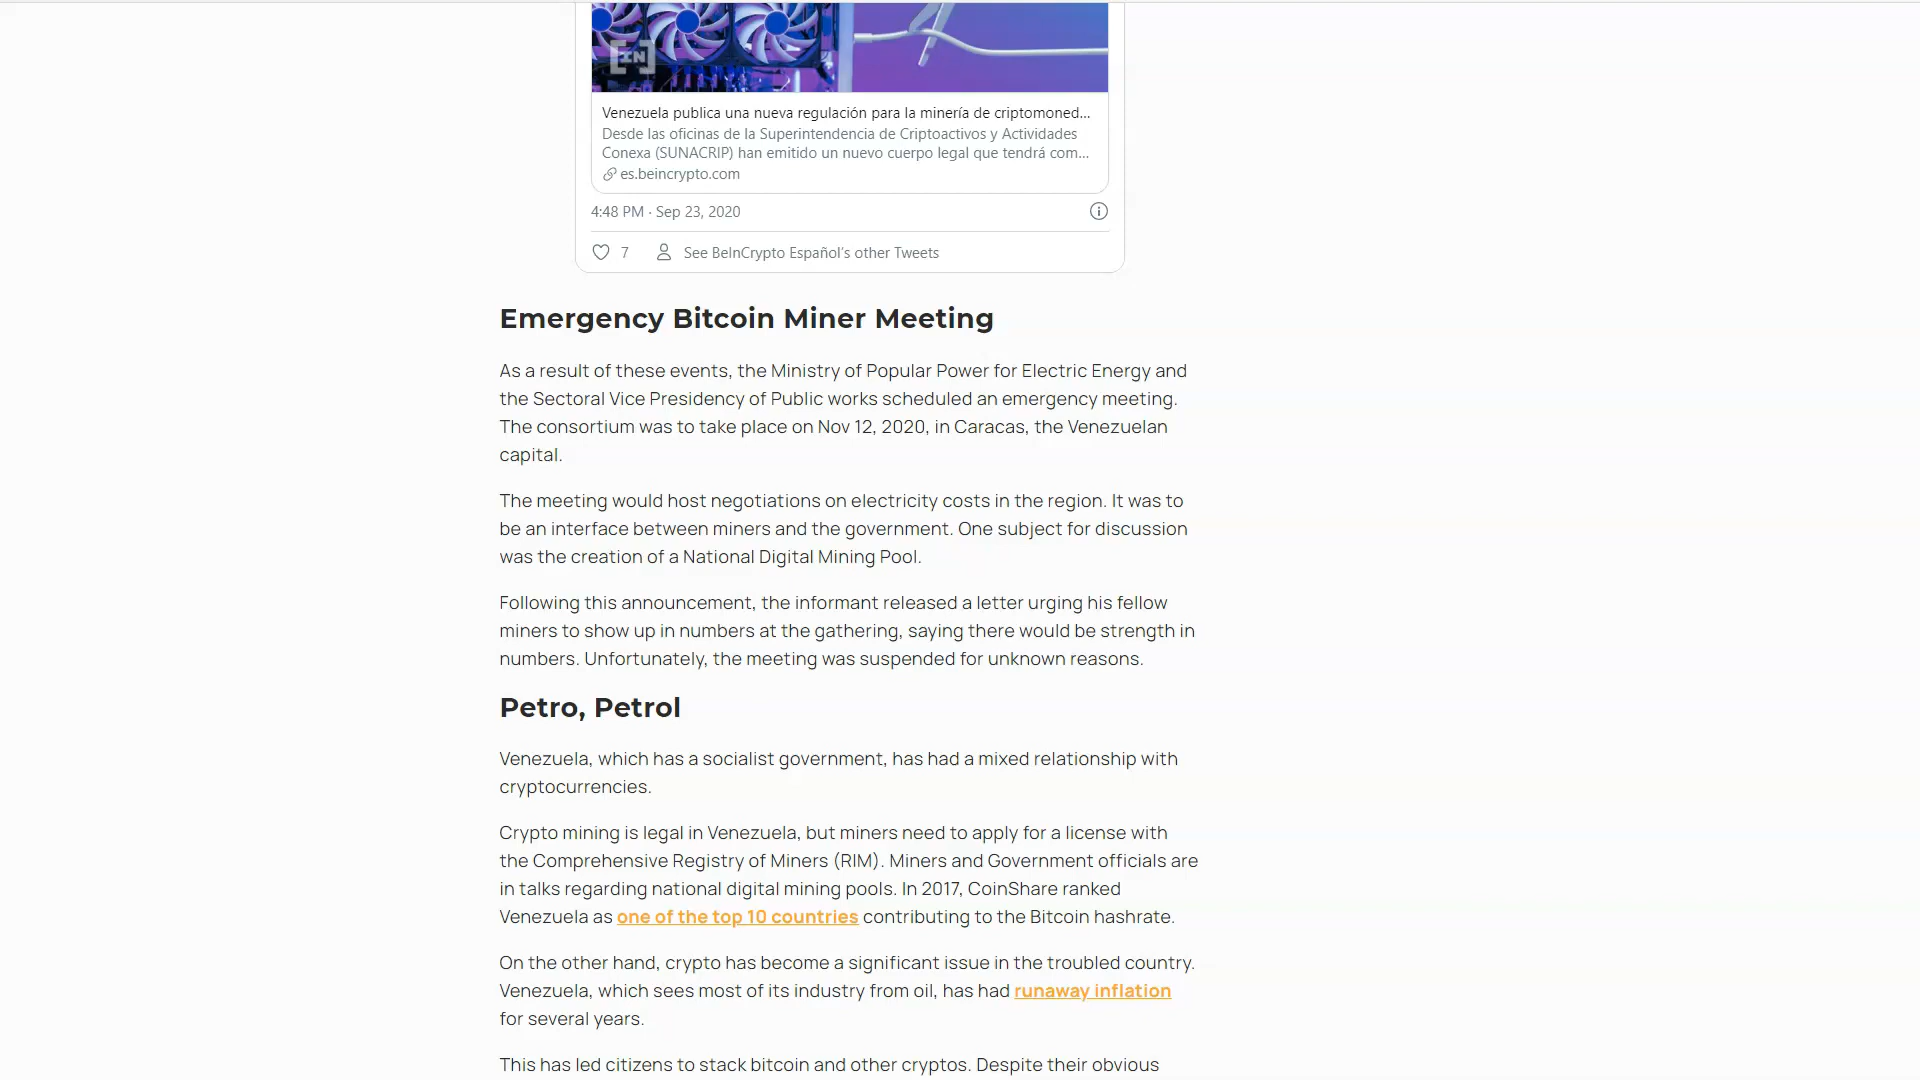 [IN]
Venezuela publica una nueva regulación para la minería de criptomoned...
Desde las oficinas de la Superintendencia de Criptoactivos y Actividades
Conexa (SUNACRIP) han emitido un nuevo cuerpo legal que tendrá com...
es.beincrypto.com
4:48 PM · Sep 23, 2020
7 See BeInCrypto Español's other Tweets
Emergency Bitcoin Miner Meeting
As a result of these events, the Ministry of Popular Power for Electric Energy and
the Sectoral Vice Presidency of Public works scheduled an emergency meeting.
The consortium was to take place on Nov 12, 2020, in Caracas, the Venezuelan
capital.
The meeting would host negotiations on electricity costs in the region. It was to
be an interface between miners and the government. One subject for discussion
was the creation of a National Digital Mining Pool.
Following this announcement, the informant released a letter urging his fellow
miners to show up in numbers at the gathering, saying there would be strength in
numbers. Unfortunately, the meeting was suspended for unknown reasons.
Petro, Petrol
Venezuela, which has a socialist government, has had a mixed relationship with
cryptocurrencies.
Crypto mining is legal in Venezuela, but miners need to apply for a license with
the Comprehensive Registry of Miners (RIM). Miners and Government officials are
in talks regarding national digital mining pools. In 2017, CoinShare ranked
Venezuela as one of the top 10 countries contributing to the Bitcoin hashrate.
On the other hand, crypto has become a significant issue in the troubled country.
Venezuela, which sees most of its industry from oil, has had runaway inflation
for several years.
This has led citizens to stack bitcoin and other cryptos. Despite their obvious